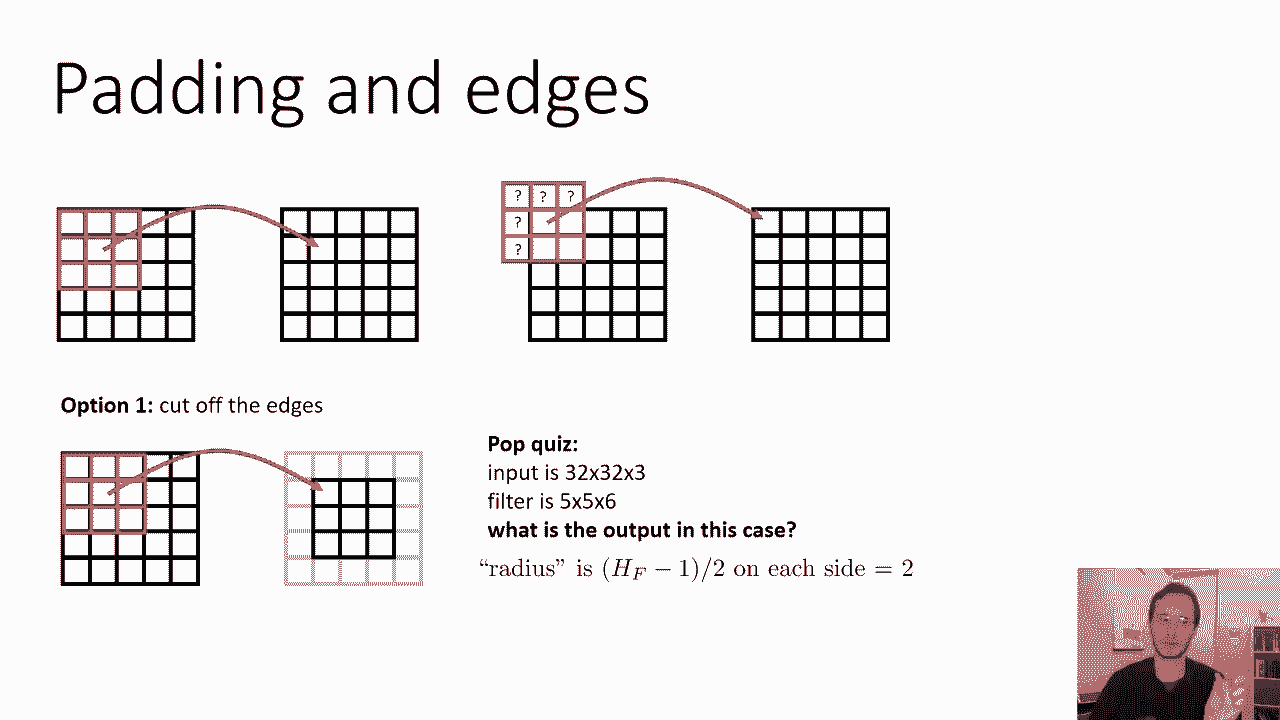 Padding and edges
? ? ?
?
?
Option 1: cut off the edges
Pop quiz:
input is 32x32x3
filter is 5x5x6
what is the output in this case?
“radius” is $(H_F - 1)/2$ on each side = 2